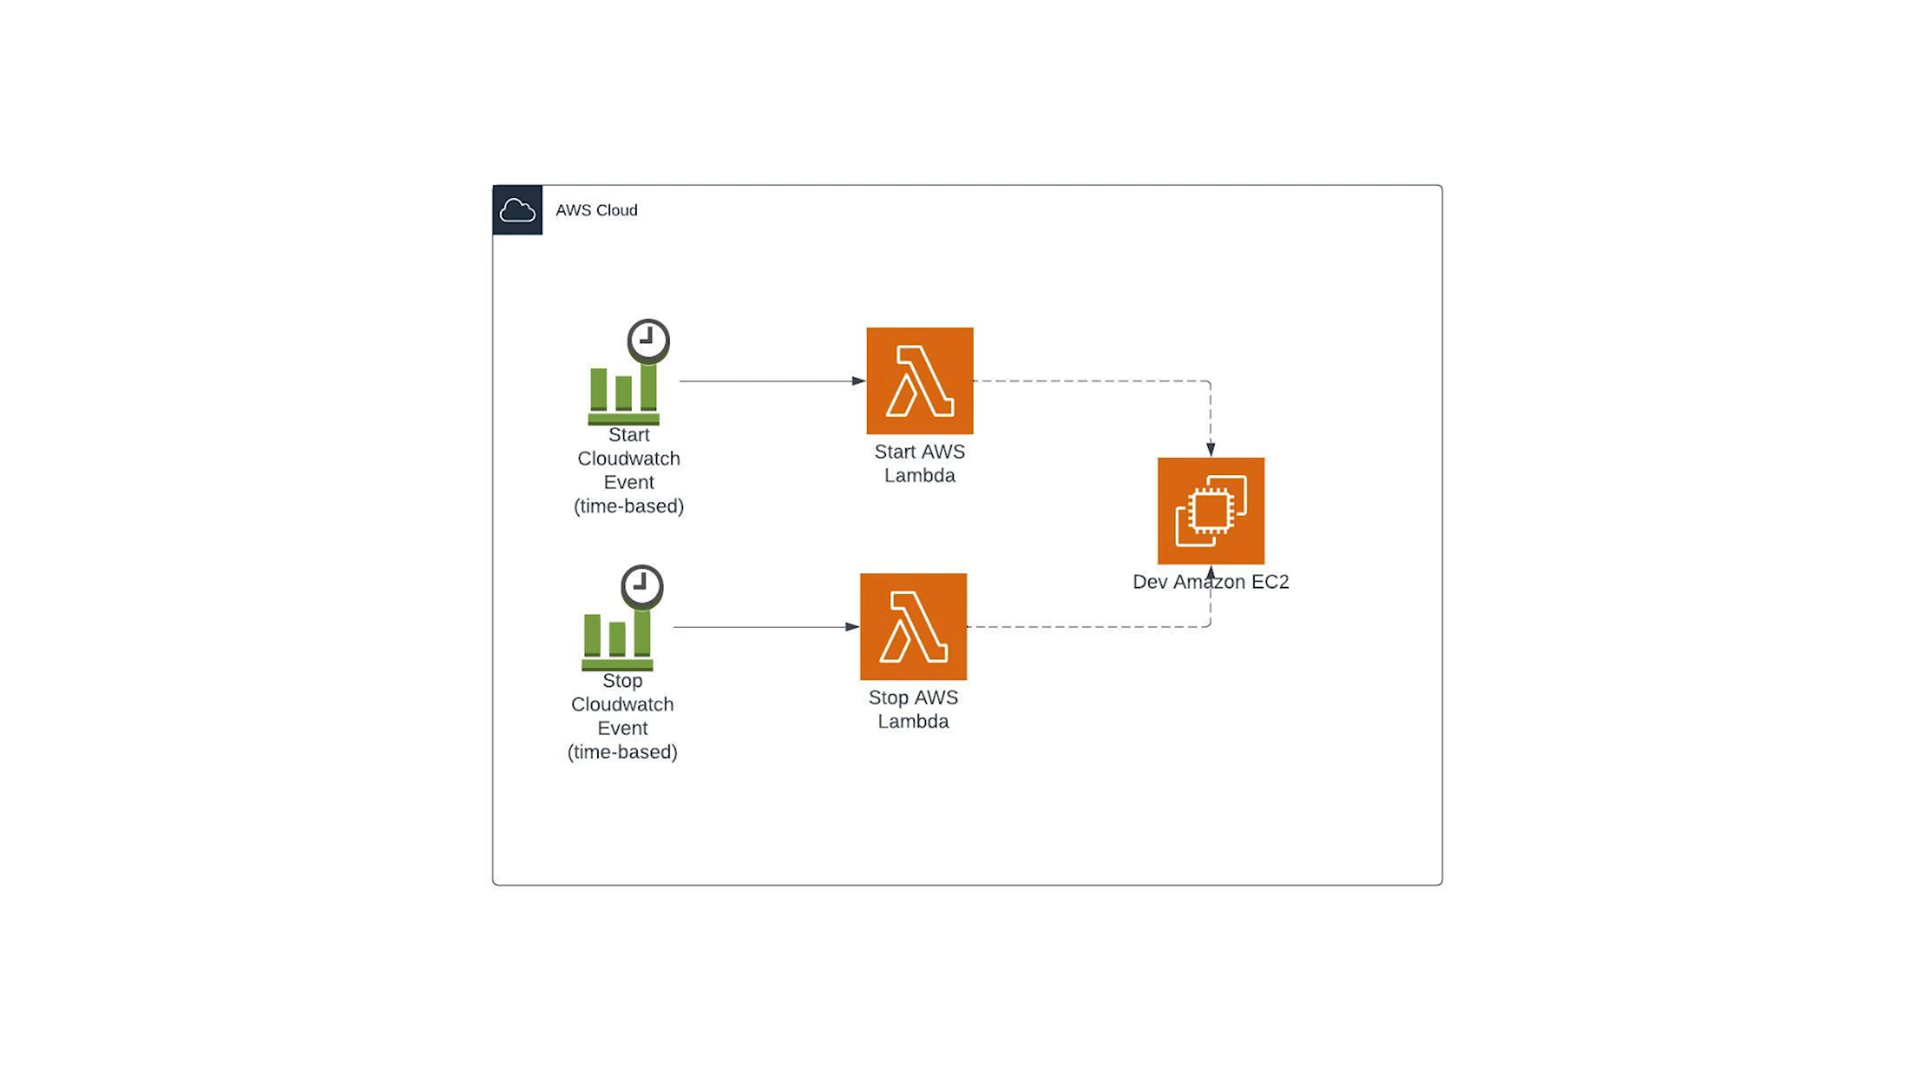 AWS Cloud
Start
Cloudwatch
Event
(time-based)
Start AWS
Lambda
Dev Amazon EC2
Stop
Cloudwatch
Event
(time-based)
Stop AWS
Lambda